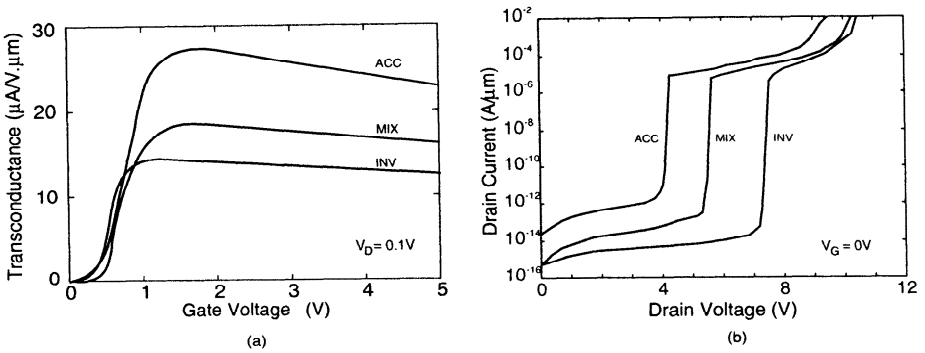 Transconductance (μA/V.μm)
30
20
10
0
ACC
MIX
INV
V_D = 0.1V
0
1
2
3
4
5
Gate Voltage (V)
(a)
Drain Current (A/μm)
10^-2
10^-4
10^-6
10^-8
10^-10
10^-12
10^-14
10^-16
ACC
MIX
INV
V_G = 0V
0
4
8
12
Drain Voltage (V)
(b)